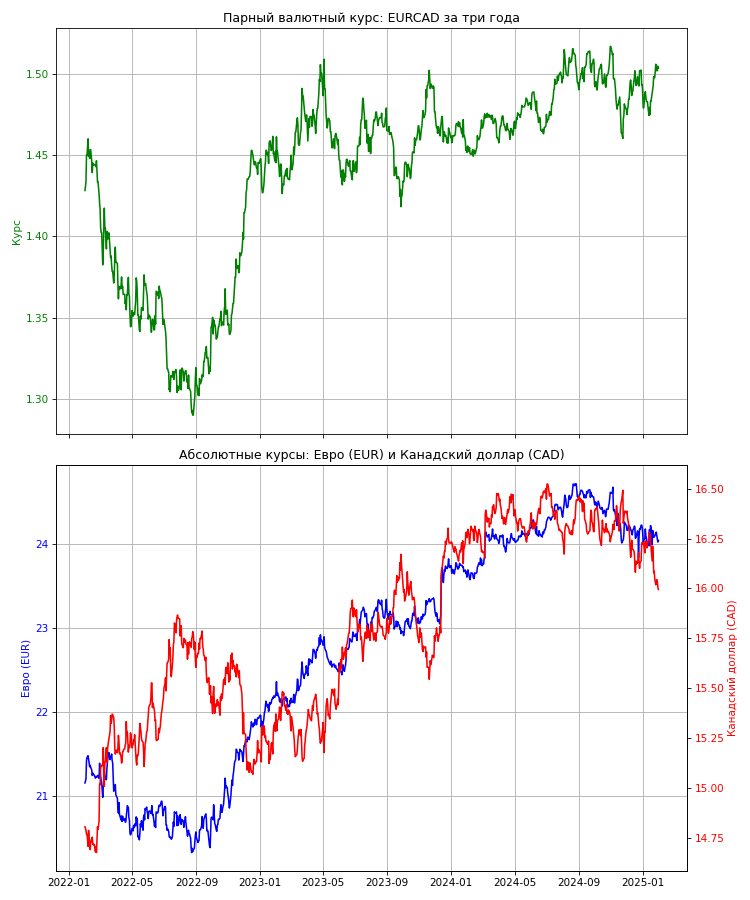 Парный валютный курс: EURCAD за три года
1.50
1.45
1.40
1.35
1.30
Курс
Абсолютные курсы: Евро (EUR) и Канадский доллар (CAD)
24
23
22
21
Евро (EUR)
16.50
16.25
16.00
15.75
15.50
15.25
15.00
14.75
Канадский доллар (CAD)
2022-01 2022-05 2022-09 2023-01 2023-05 2023-09 2024-01 2024-05 2024-09 2025-01